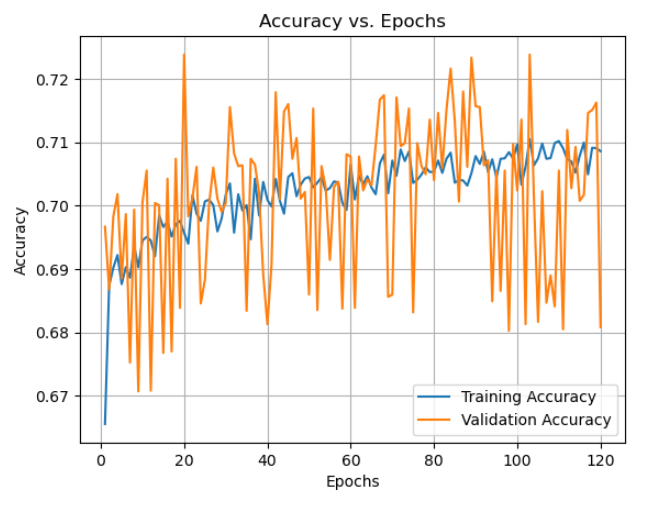 Accuracy vs. Epochs
0.72
0.71
0.70
0.69
0.68
0.67
Accuracy
Training Accuracy
Validation Accuracy
0 20 40 60 80 100 120
Epochs